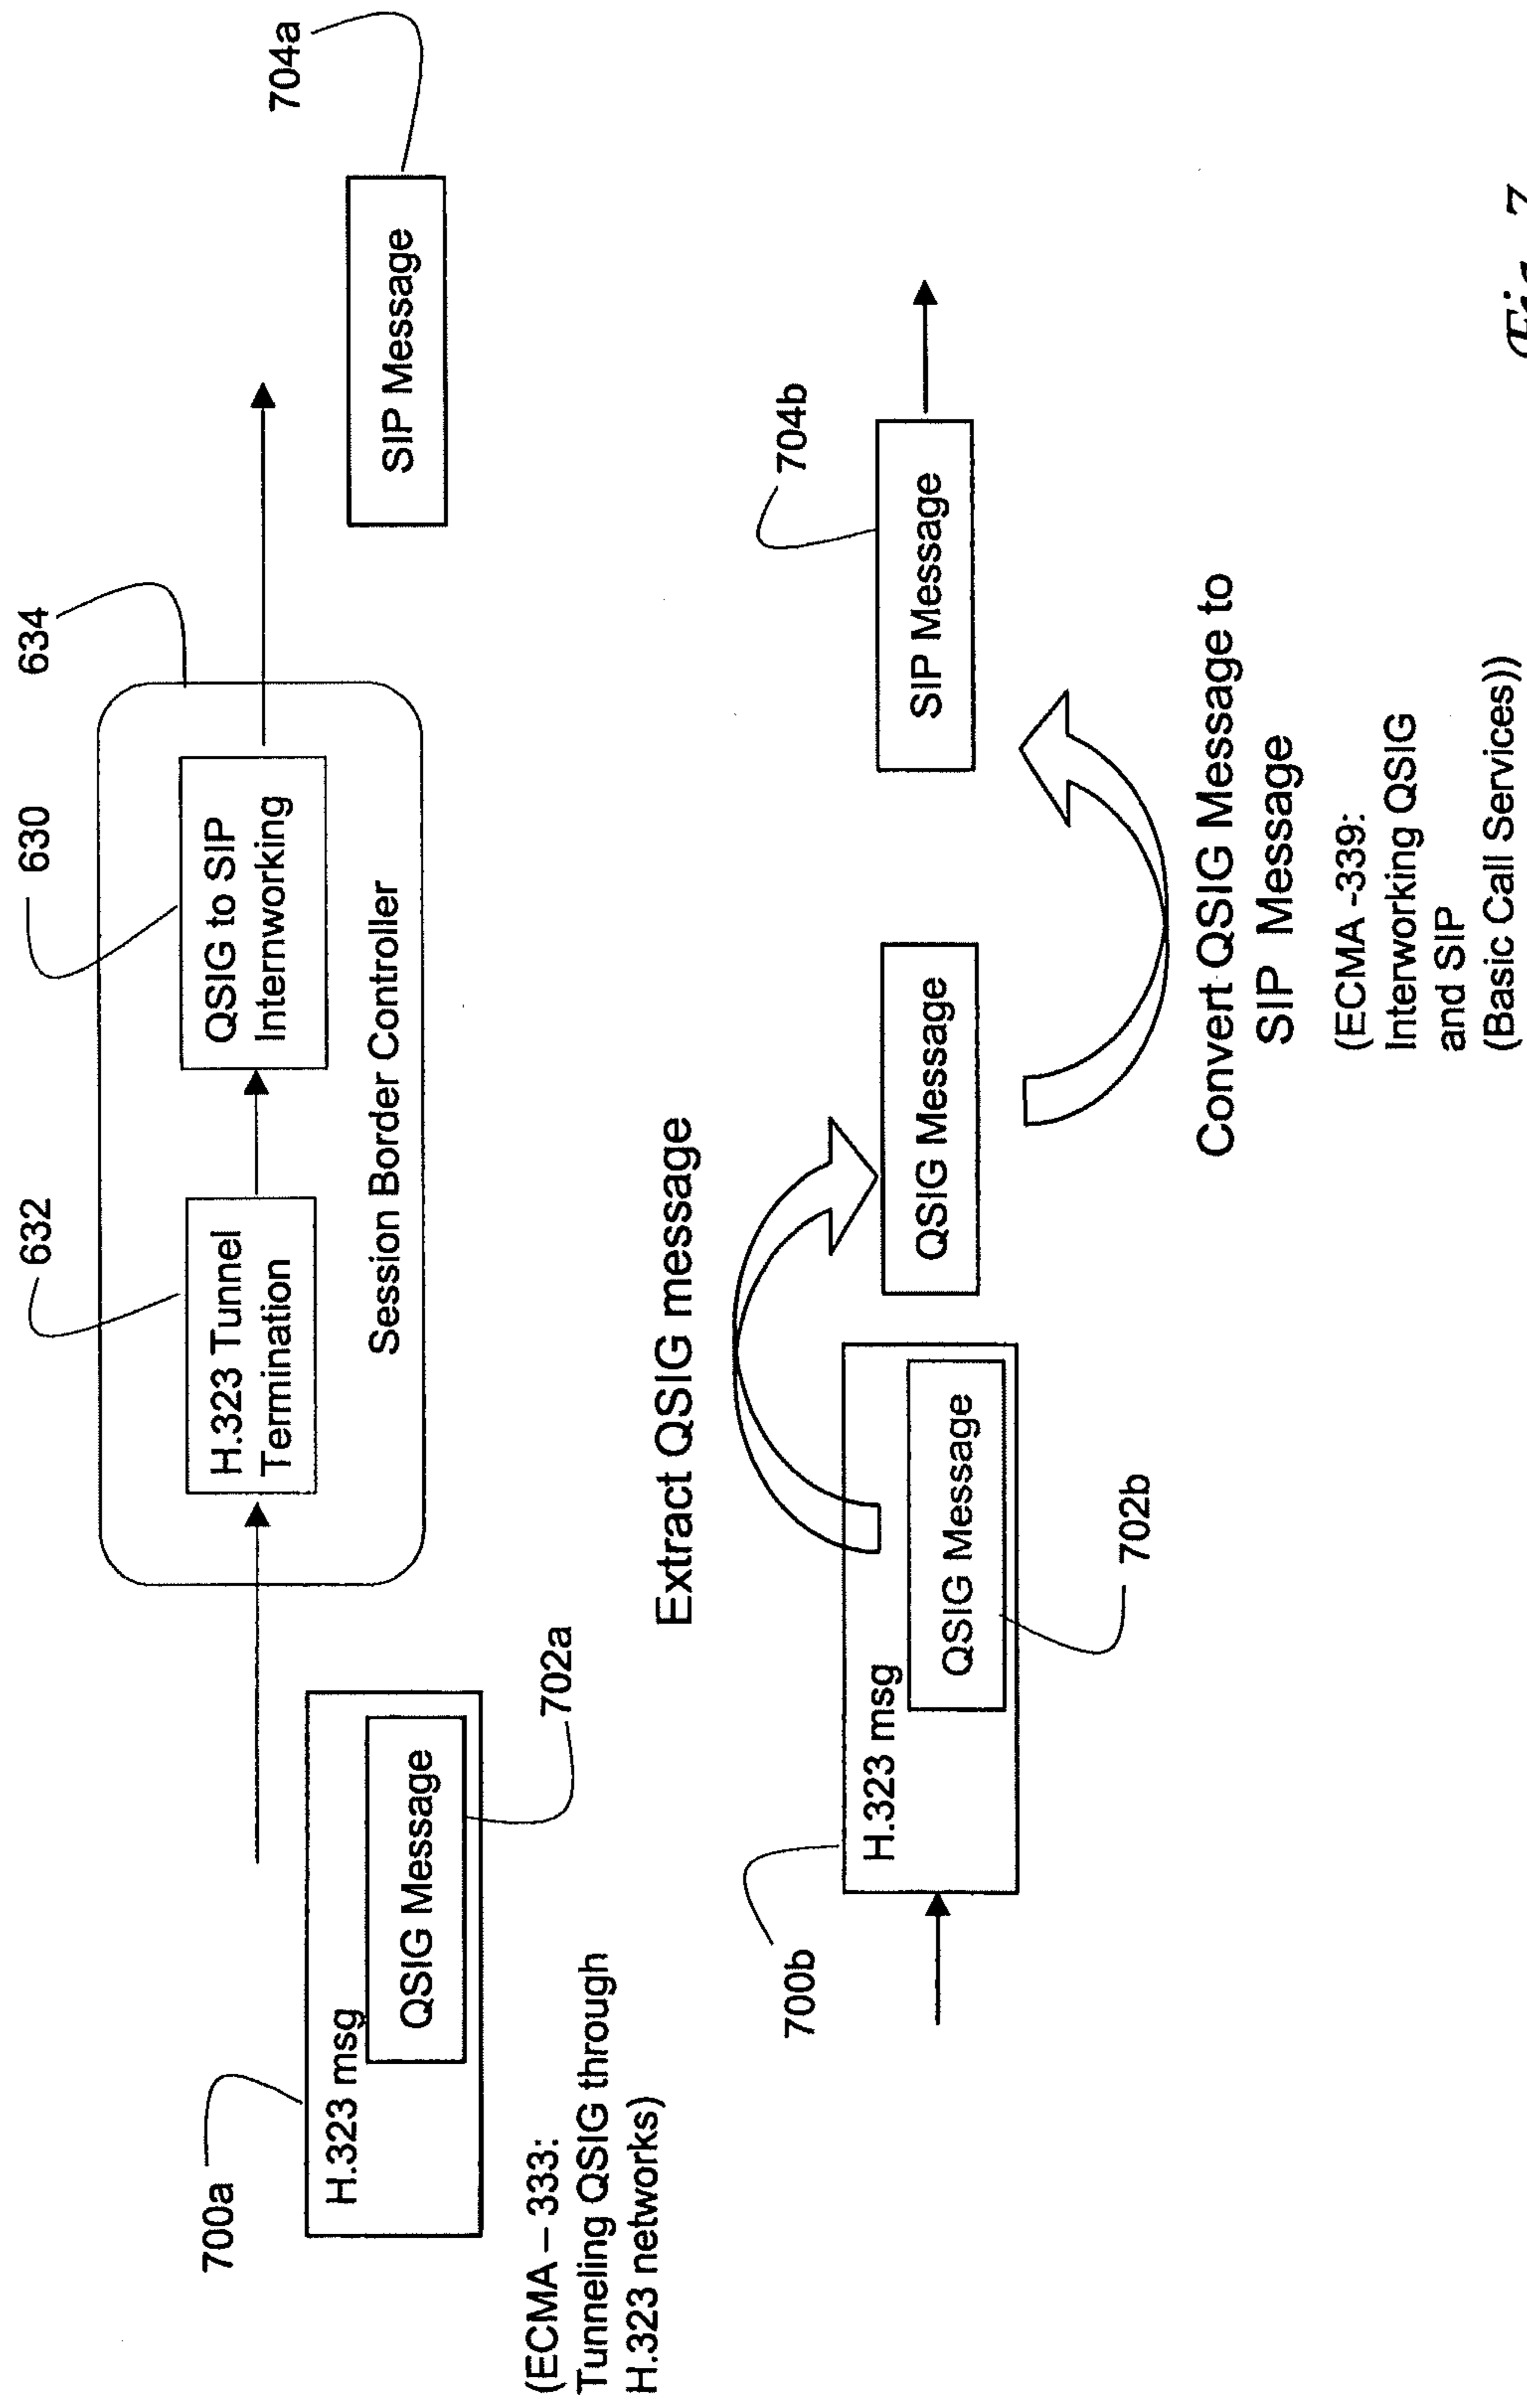 634
704a
632
630
H.323 Tunnel
Termination
QSIG to SIP
Internworking
Session Border Controller
SIP Message
700a
H.323 msg
QSIG Message
702a
(ECMA – 333:
Tunneling QSIG through
H.323 networks)
Extract QSIG message
700b
H.323 msg
QSIG Message
702b
QSIG Message
704b
SIP Message
Convert QSIG Message to
SIP Message
(ECMA -339:
Interworking QSIG
and SIP
(Basic Call Services))
Fig. 7